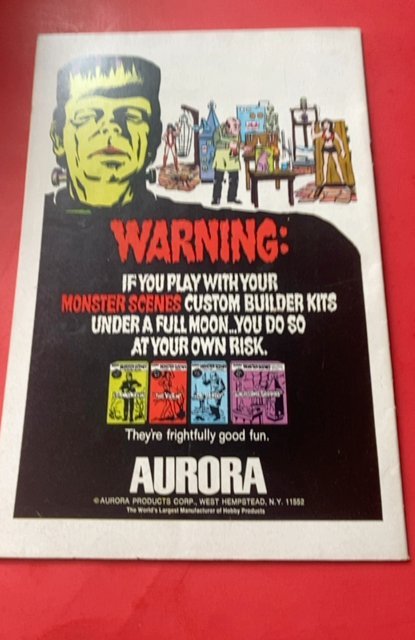 WARNING:
IF YOU PLAY WITH YOUR
MONSTER SCENES CUSTOM BUILDER KITS
UNDER A FULL MOON...YOU DO SO
AT YOUR OWN RISK.
They're frightfully good fun.
AURORA
© AURORA PRODUCTS CORP., WEST HEMPSTEAD, N.Y. 11552
The World's Largest Manufacturer of Hobby Products